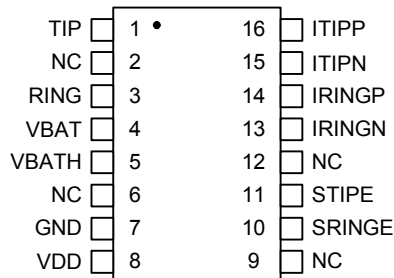 TIP 1 16 ITIPP
NC 2 15 ITIPN
RING 3 14 IRINGP
VBAT 4 13 IRINGN
VBATH 5 12 NC
NC 6 11 STIPE
GND 7 10 SRINGE
VDD 8 9 NC